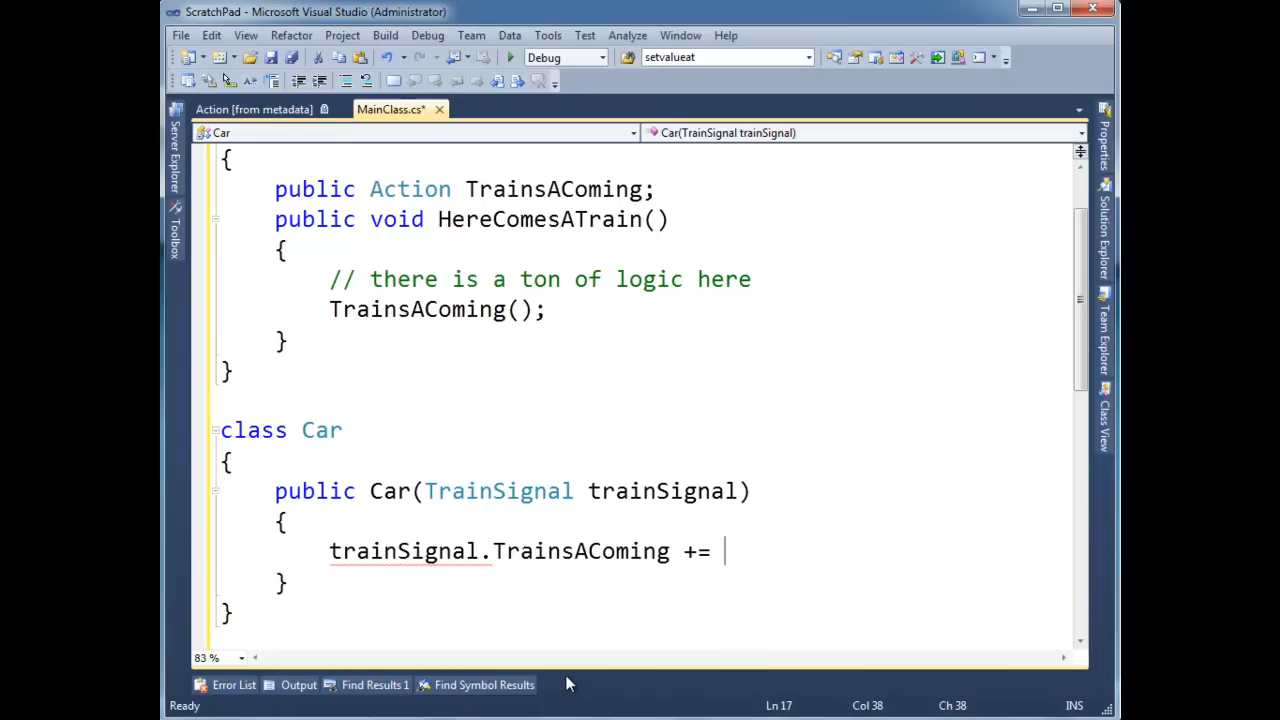 ScratchPad - Microsoft Visual Studio (Administrator)
File Edit View Refactor Project Build Debug Team Data Tools Test Analyze Window Help
Debug setvalueat
Action [from metadata] MainClass.cs*
Car Car(TrainSignal trainSignal)
{
public Action TrainsAComing;
public void HereComesATrain()
{
// there is a ton of logic here
TrainsAComing();
}
}
class Car
{
public Car(TrainSignal trainSignal)
{
trainSignal.TrainsAComing +=
}
}
83 %
Error List Output Find Results 1 Find Symbol Results
Ready Ln 17 Col 38 Ch 38 INS
Server Explorer
Toolbox
Properties
Solution Explorer
Team Explorer
Class View